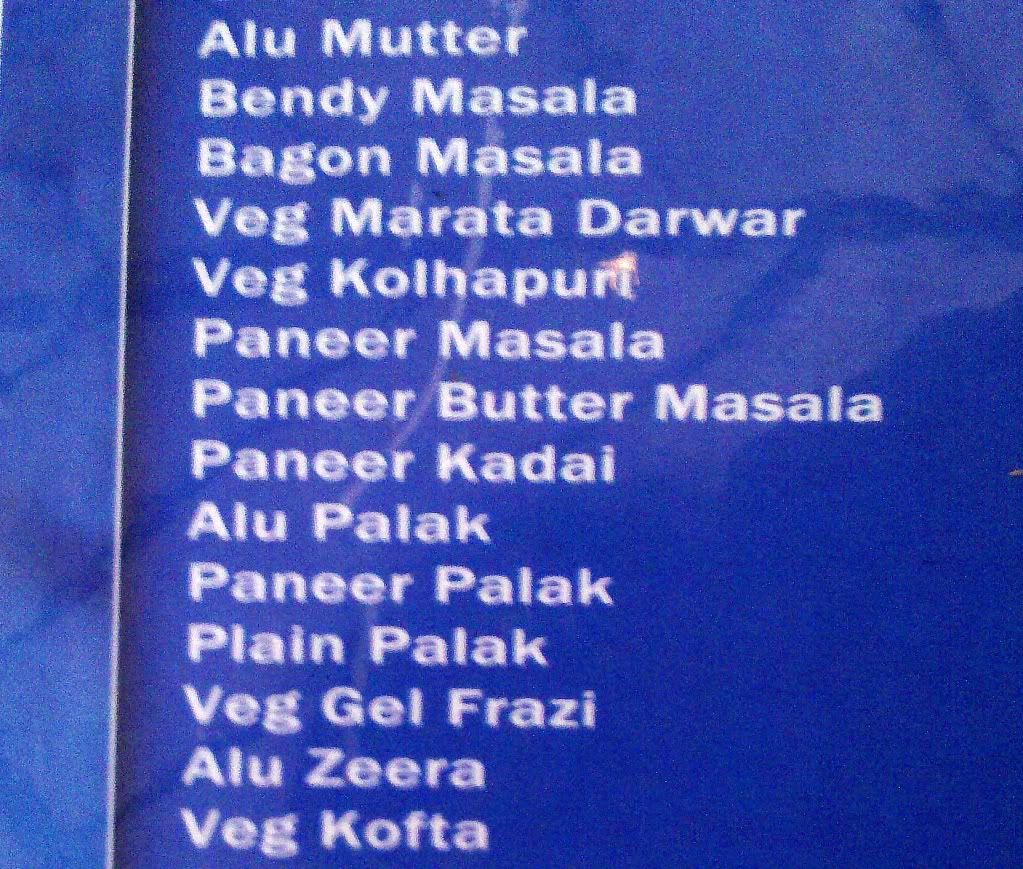 Alu Mutter
Bendy Masala
Bagon Masala
Veg Marata Darwar
Veg Kolhapuri
Paneer Masala
Paneer Butter Masala
Paneer Kadai
Alu Palak
Paneer Palak
Plain Palak
Veg Gel Frazi
Alu Zeera
Veg Kofta